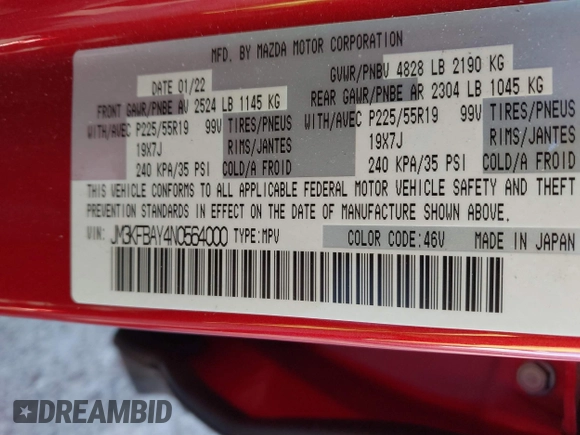 MFD. BY MAZDA MOTOR CORPORATION
DATE 01/22 GVWR/PNBV 4828 LB 2190 KG
FRONT GAWR/PNBE AV 2524 LB 1145 KG REAR GAWR/PNBE AR 2304 LB 1045 KG
WITH/AVEC P225/55R19 99V TIRES/PNEUS WITH/AVEC P225/55R19 99V TIRES/PNEUS
19X7J RIMS/JANTES 19X7J RIMS/JANTES
240 KPA/35 PSI COLD/A FROID 240 KPA/35 PSI COLD/A FROID
THIS VEHICLE CONFORMS TO ALL APPLICABLE FEDERAL MOTOR VEHICLE SAFETY AND THEFT
PREVENTION STANDARDS IN EFFECT ON THE DATE OF MANUFACTURE SHOWN ABOVE.
VIN: JM3KFBAY4N0564000 TYPE:MPV COLOR CODE:46V MADE IN JAPAN
DREAMBID